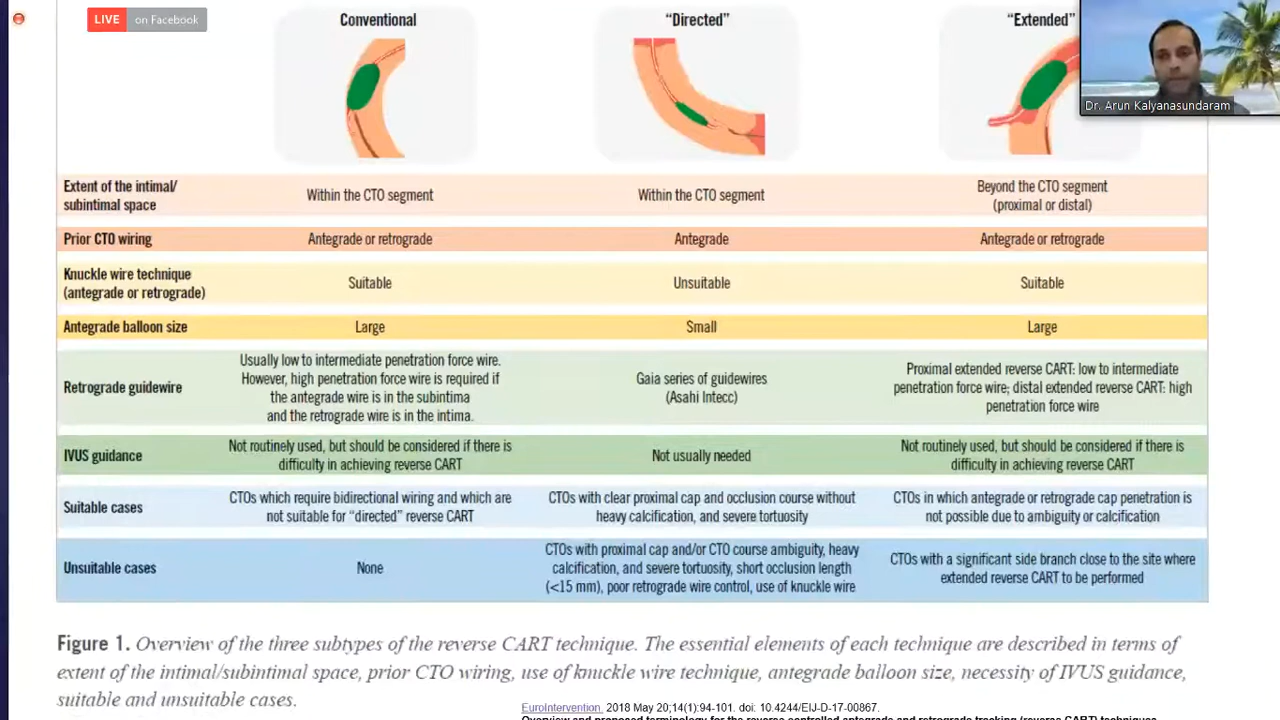 LIVE on Facebook
Conventional
“Directed”
“Extended”
Dr. Arun Kalyanasundaram
Extent of the intimal/
subintimal space
Within the CTO segment
Within the CTO segment
Beyond the CTO segment
(proximal or distal)
Prior CTO wiring
Antegrade or retrograde
Antegrade
Antegrade or retrograde
Knuckle wire technique
(antegrade or retrograde)
Suitable
Unsuitable
Suitable
Antegrade balloon size
Large
Small
Large
Retrograde guidewire
Usually low to intermediate penetration force wire.
However, high penetration force wire is required if
the antegrade wire is in the subintima
and the retrograde wire is in the intima.
Gaia series of guidewires
(Asahi Intecc)
Proximal extended reverse CART: low to intermediate
penetration force wire; distal extended reverse CART: high
penetration force wire
IVUS guidance
Not routinely used, but should be considered if there is
difficulty in achieving reverse CART
Not usually needed
Not routinely used, but should be considered if there is
difficulty in achieving reverse CART
Suitable cases
CTOs which require bidirectional wiring and which are
not suitable for “directed” reverse CART
CTOs with clear proximal cap and occlusion course without
heavy calcification, and severe tortuosity
CTOs in which antegrade or retrograde cap penetration is
not possible due to ambiguity or calcification
Unsuitable cases
None
CTOs with proximal cap and/or CTO course ambiguity, heavy
calcification, and severe tortuosity, short occlusion length
(<15 mm), poor retrograde wire control, use of knuckle wire
CTOs with a significant side branch close to the site where
extended reverse CART to be performed
Figure 1. Overview of the three subtypes of the reverse CART technique. The essential elements of each technique are described in terms of
extent of the intimal/subintimal space, prior CTO wiring, use of knuckle wire technique, antegrade balloon size, necessity of IVUS guidance,
suitable and unsuitable cases.
EuroIntervention. 2018 May 20;14(1):94-101. doi: 10.4244/EIJ-D-17-00867.
Overview and proposed terminology for the reverse controlled antegrade and retrograde tracking (reverse CART) techniques